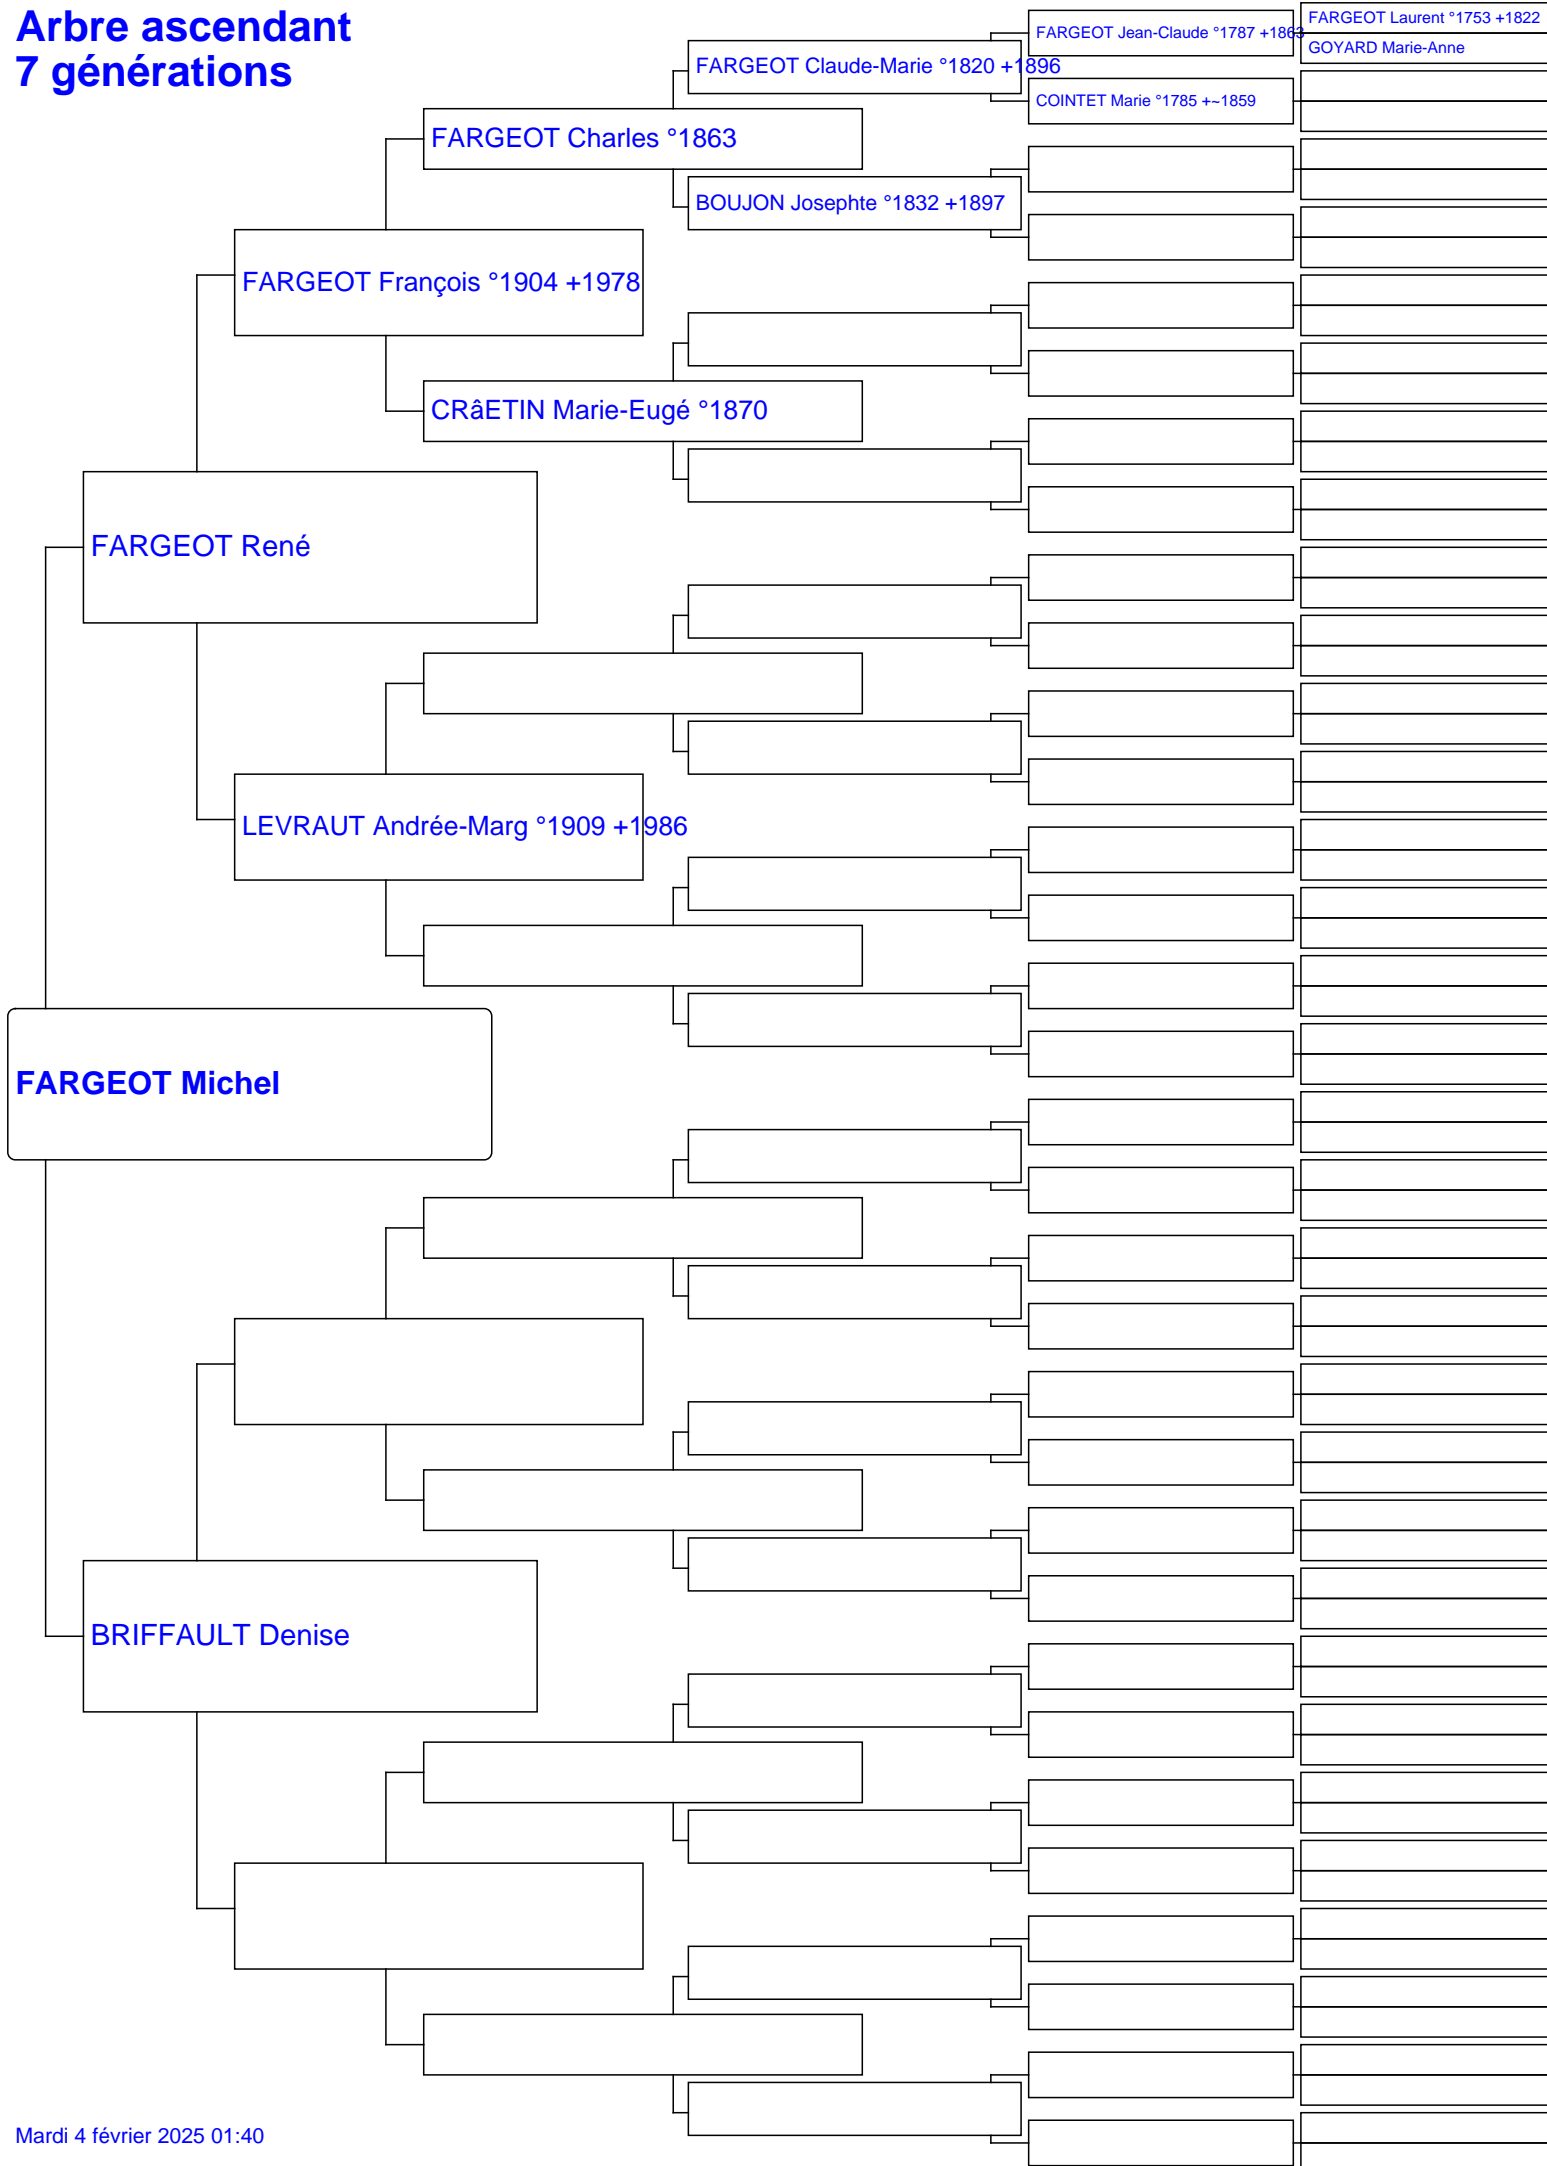 Arbre ascendant
7 générations
FARGEOT Laurent °1753 +1822
FARGEOT Jean-Claude °1787 +1863
GOYARD Marie-Anne
FARGEOT Claude-Marie °1820 +1896
COINTET Marie °1785 +~1859
FARGEOT Charles °1863
BOUJON Josephte °1832 +1897
FARGEOT François °1904 +1978
CRâETIN Marie-Eugé °1870
FARGEOT René
LEVRAUT Andrée-Marg °1909 +1986
FARGEOT Michel
BRIFFAULT Denise
Mardi 4 février 2025 01:40